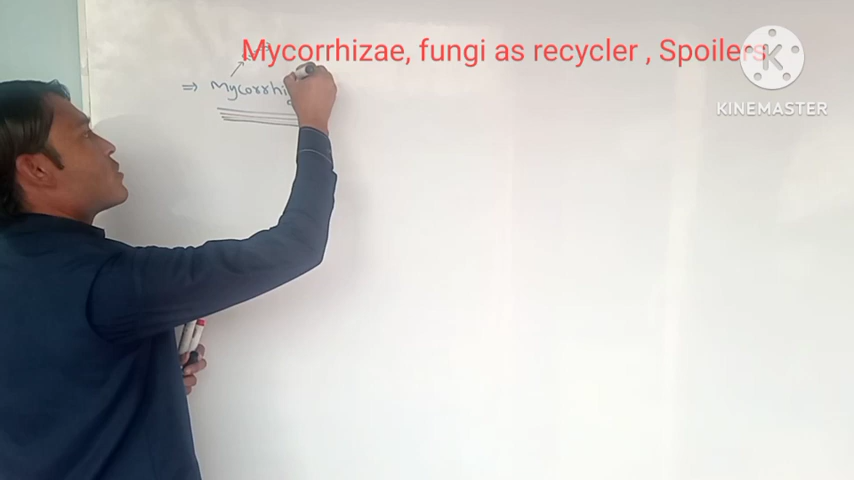 Mycorrhizae, fungi as recycler , Spoilers
KINEMASTER
⇒ Mycorrhi